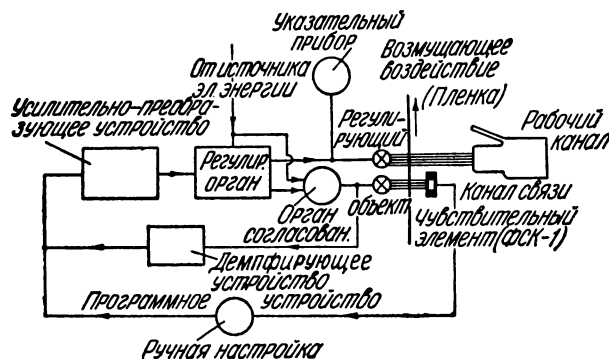 Указательный
прибор
Возмущающее
воздействие
(Пленка)
От источника
эл. энергии
Усилительно-преобра-
зующее устройство
Регули-
рующий
Рабочий
канал
Регулир.
орган
Орган
согласован.
объект
Канал связи
Чувствительный
элемент (ФСК-1)
Демпфирующее
устройство
Программное устройство
Ручная настройка